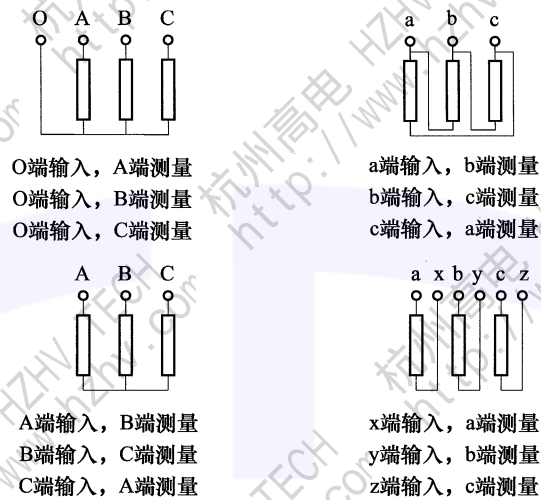 O A B C
O端输入，A端测量
O端输入，B端测量
O端输入，C端测量
a b c
a端输入，b端测量
b端输入，c端测量
c端输入，a端测量
A B C
A端输入，B端测量
B端输入，C端测量
C端输入，A端测量
a x b y c z
x端输入，a端测量
y端输入，b端测量
z端输入，c端测量
杭州高电
HZHV TECH
http://www.hzhv.com